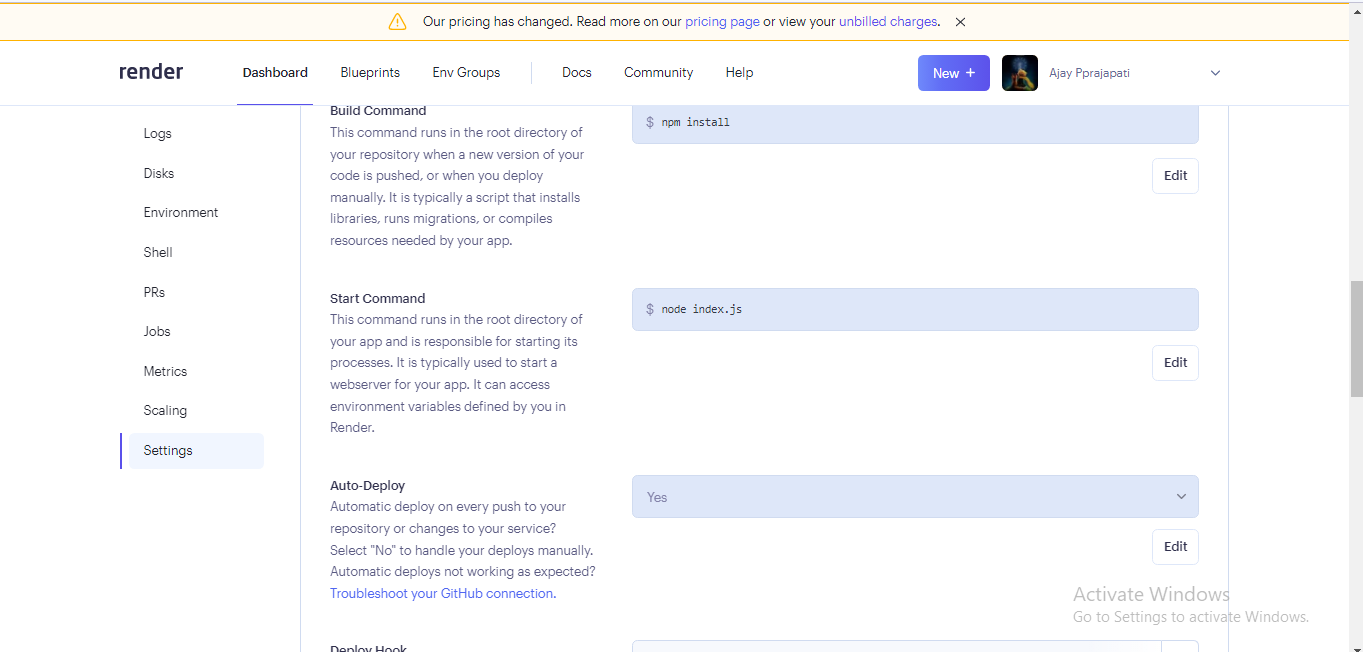 Our pricing has changed. Read more on our pricing page or view your unbilled charges.
render
Dashboard
Blueprints
Env Groups
Docs
Community
Help
New +
Ajay Pprajapati
Logs
Disks
Environment
Shell
PRs
Jobs
Metrics
Scaling
Settings
Build Command
This command runs in the root directory of
your repository when a new version of your
code is pushed, or when you deploy
manually. It is typically a script that installs
libraries, runs migrations, or compiles
resources needed by your app.
$ npm install
Edit
Start Command
This command runs in the root directory of
your app and is responsible for starting its
processes. It is typically used to start a
webserver for your app. It can access
environment variables defined by you in
Render.
$ node index.js
Edit
Auto-Deploy
Automatic deploy on every push to your
repository or changes to your service?
Select "No" to handle your deploys manually.
Automatic deploys not working as expected?
Troubleshoot your GitHub connection.
Yes
Edit
Deploy Hook
Activate Windows
Go to Settings to activate Windows.